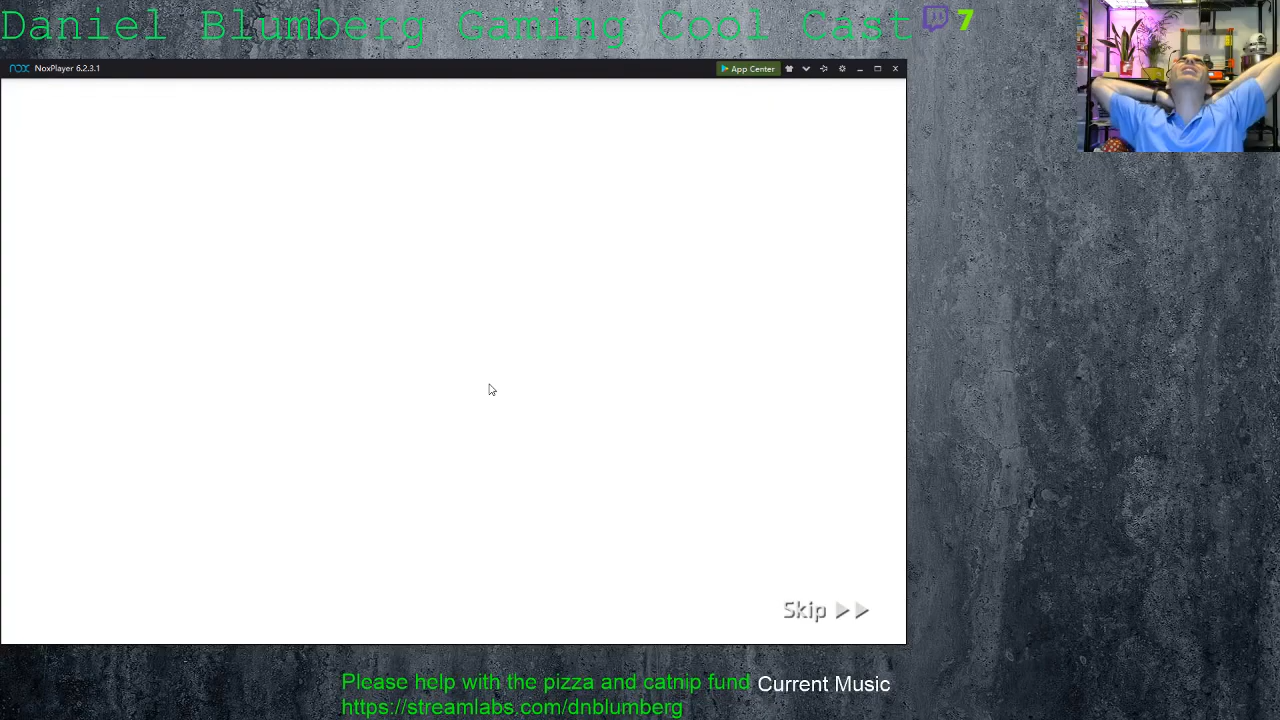 Daniel Blumberg Gaming Cool Cast 7
nox NoxPlayer 6.2.3.1 App Center
Skip
Please help with the pizza and catnip fund Current Music
https://streamlabs.com/dnblumberg